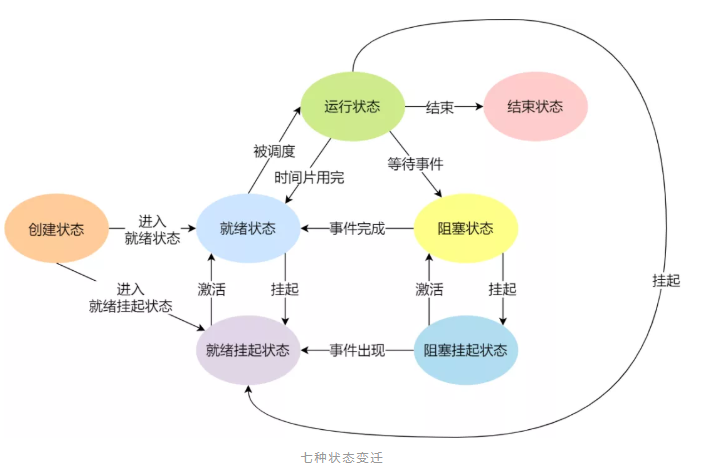 运行状态
结束
结束状态
被调度
时间片用完
等待事件
创建状态
进入
就绪状态
就绪状态
事件完成
阻塞状态
进入
就绪挂起状态
激活
挂起
激活
挂起
挂起
就绪挂起状态
事件出现
阻塞挂起状态
七种状态变迁